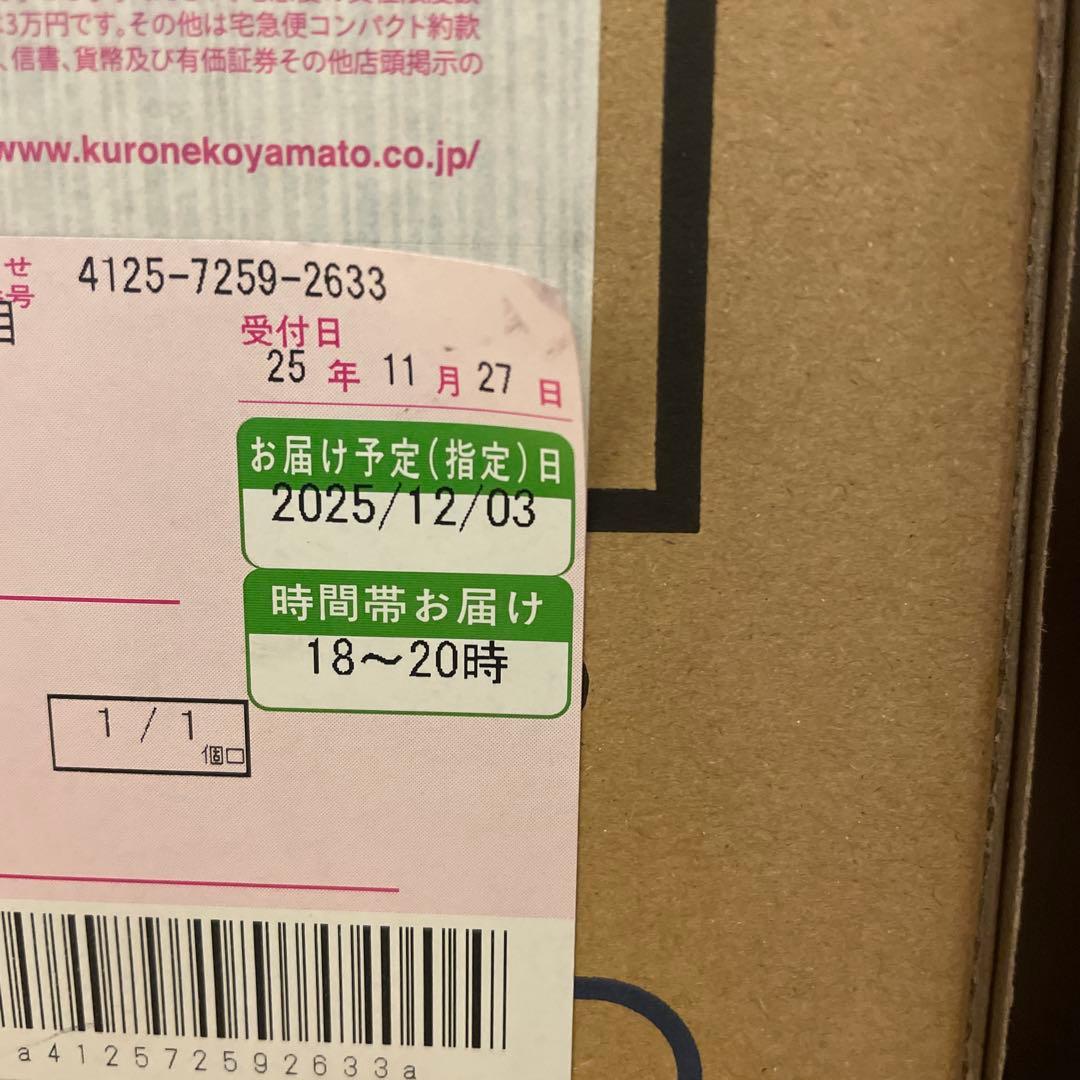 3万円です。その他は宅急便コンパクト約款
、信書、貨幣及び有価証券その他店頭掲示の
www.kuronekoyamato.co.jp/
せ 4125-7259-2633
号
受付日
25 年 11 月 27 日
お届け予定(指定)日
2025/12/03
時間帯お届け
18～20時
1 / 1
個口
a412572592633a